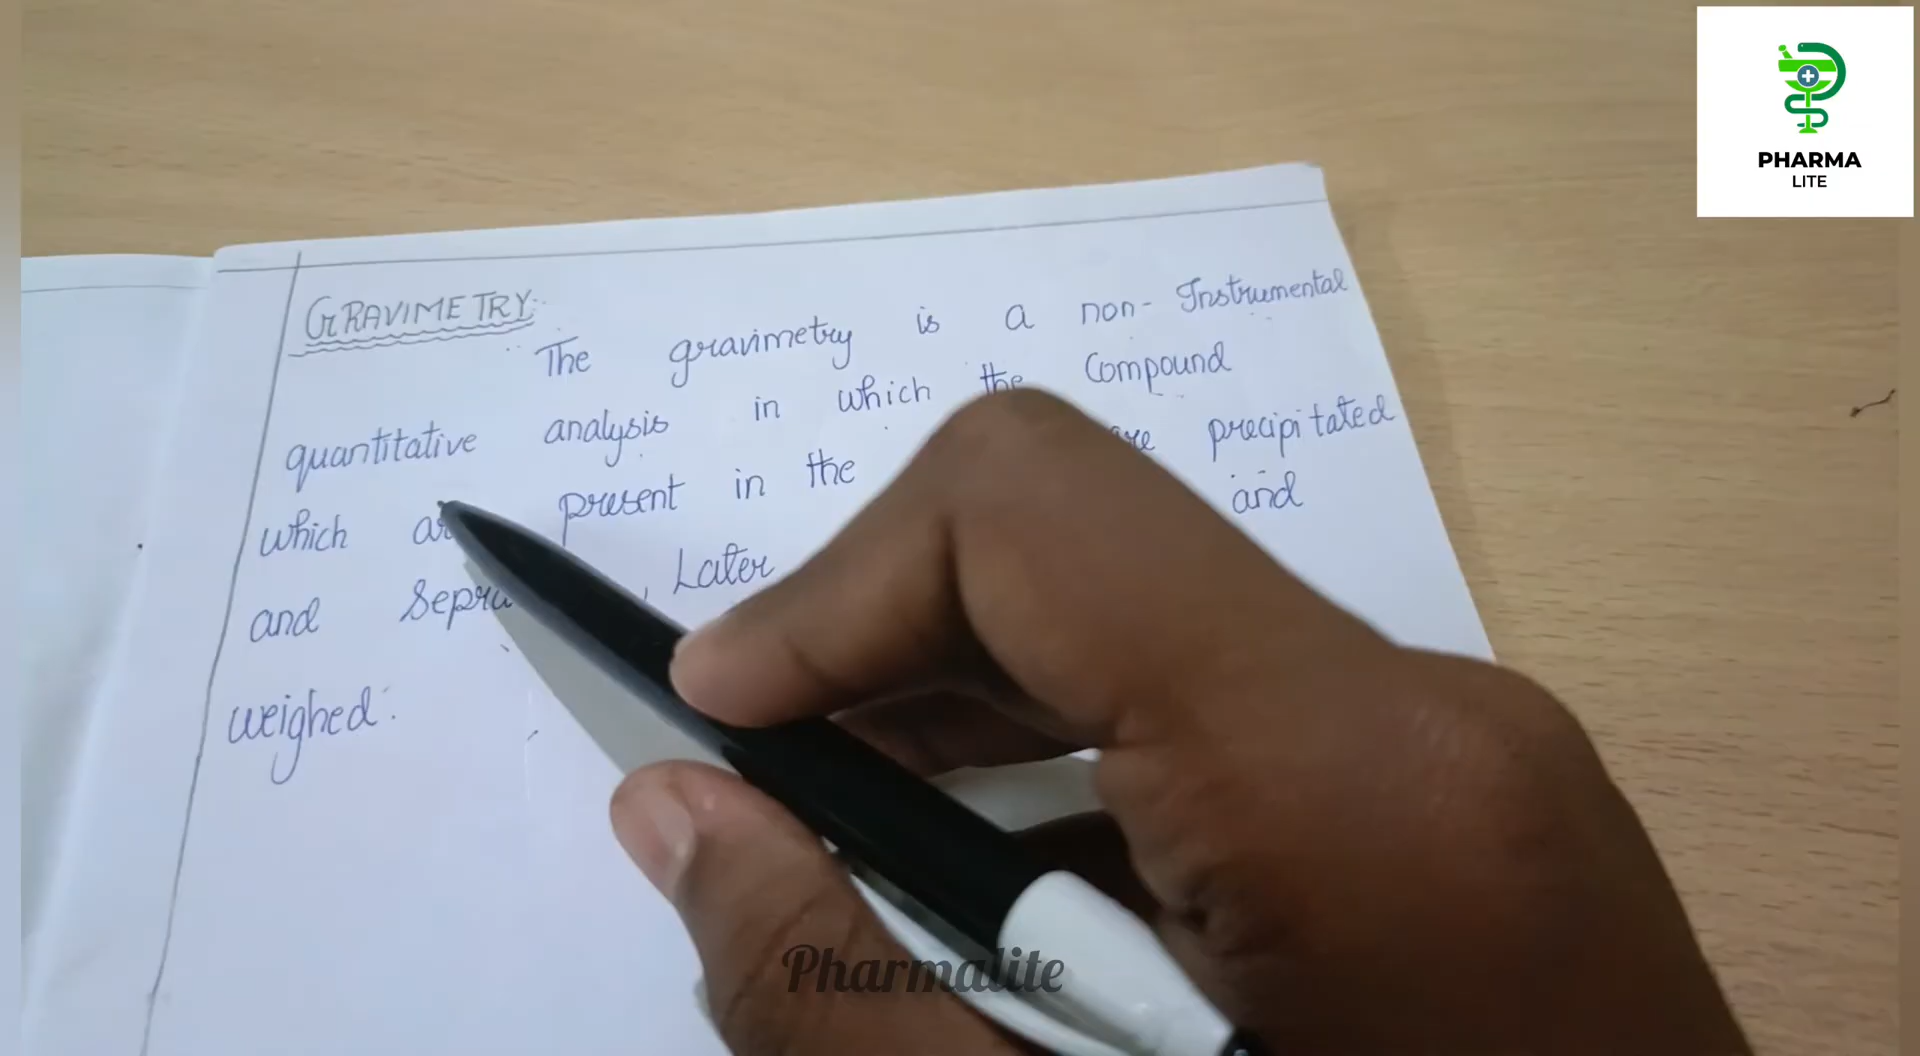 PHARMA
LITE
GRAVIMETRY:
The gravimetry is a non-Instrumental
quantitative analysis in which the Compound
which present in the are precipitated
and , Later and
weighed.
Pharmalite